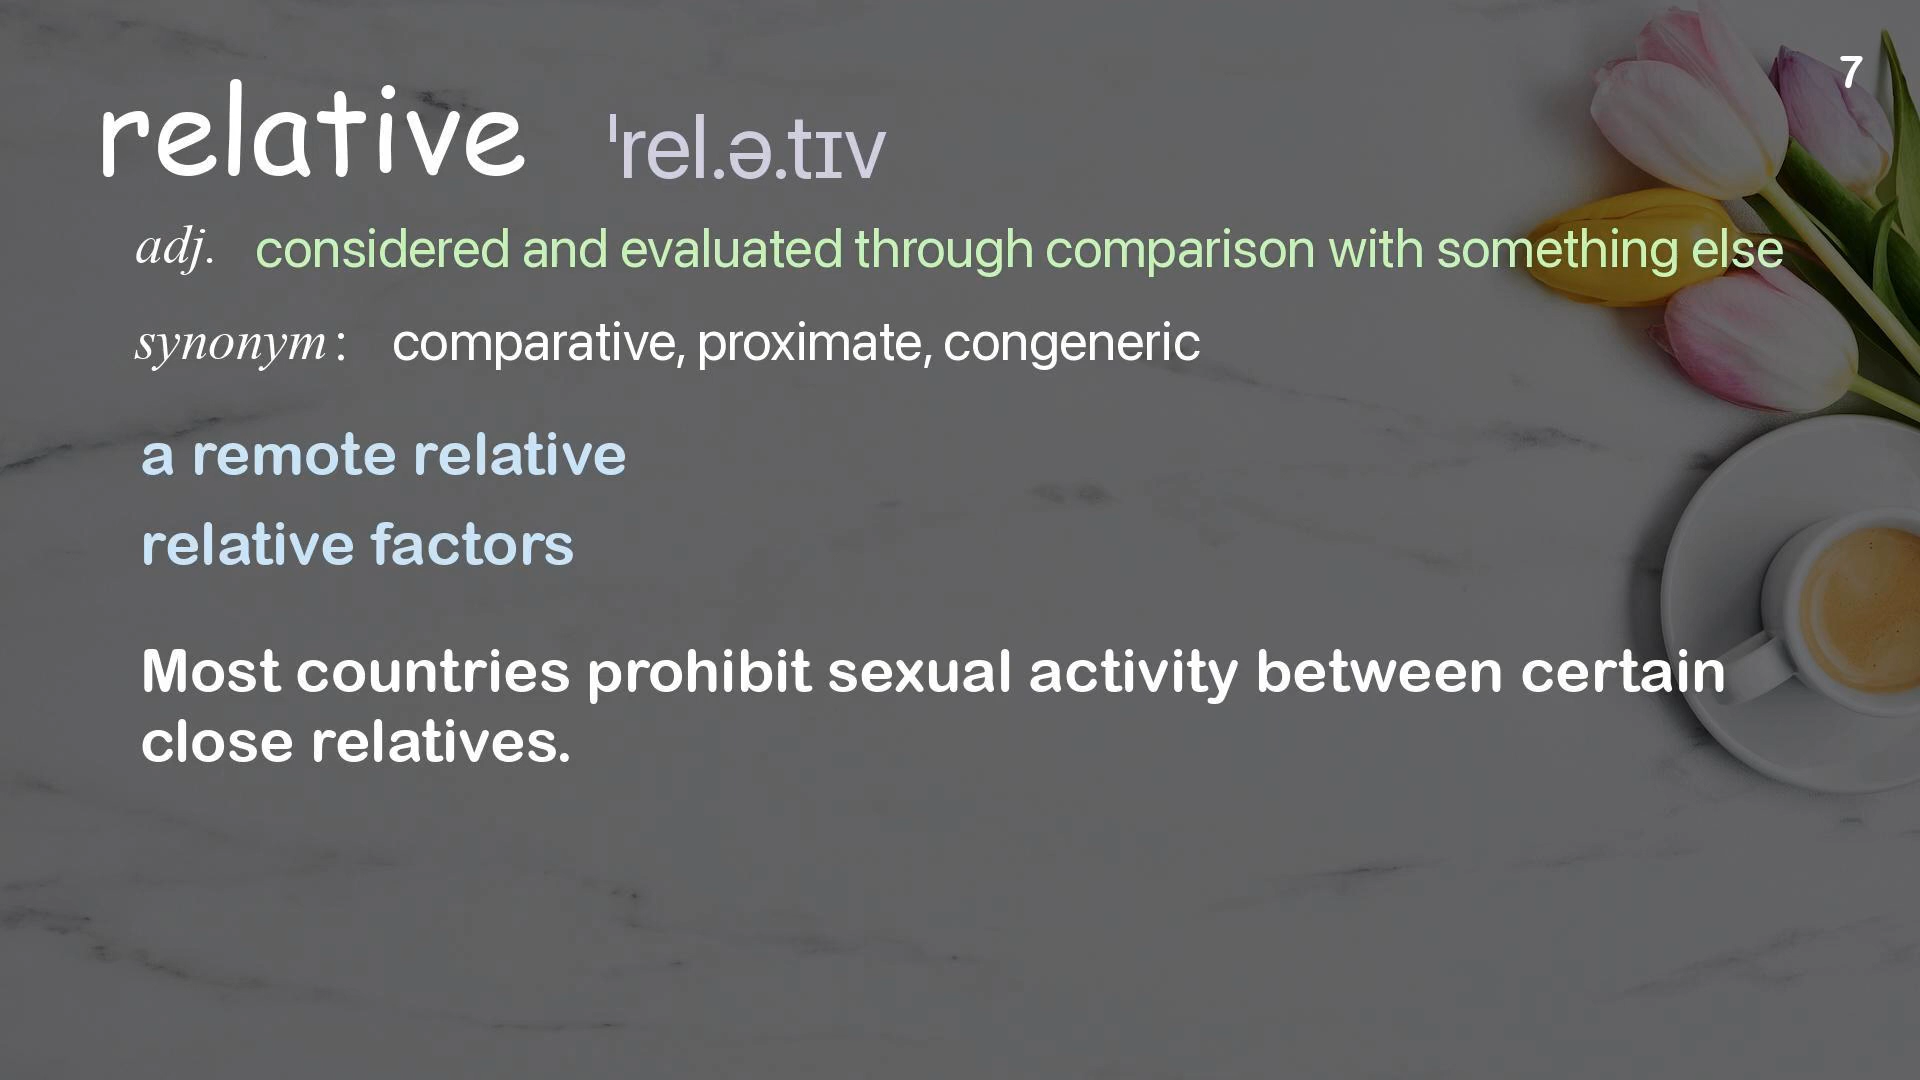 7
relative ˈrel.ə.tɪv
adj. considered and evaluated through comparison with something else
synonym: comparative, proximate, congeneric
a remote relative
relative factors
Most countries prohibit sexual activity between certain
close relatives.